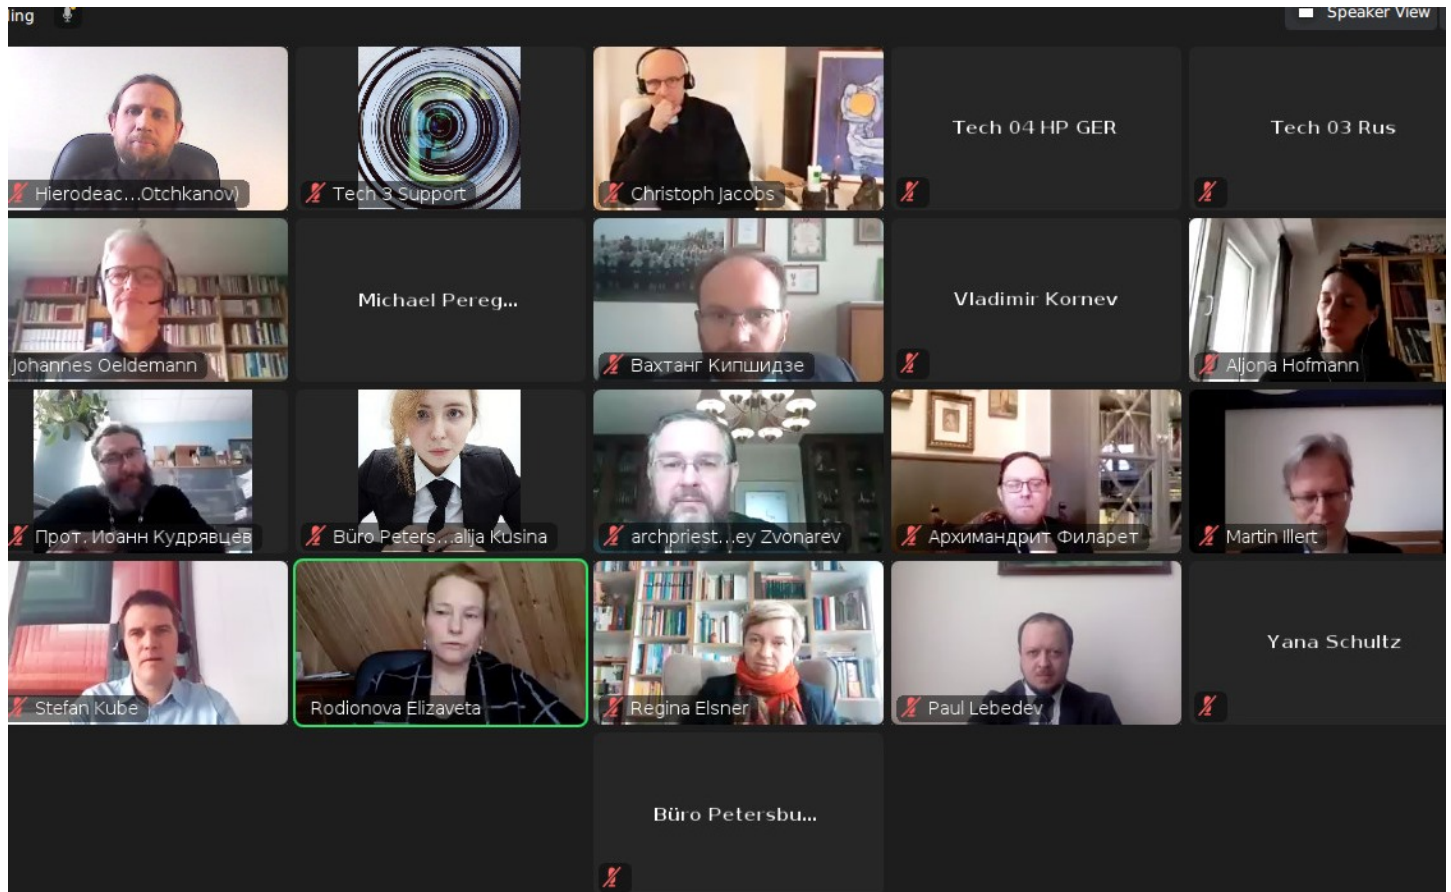 ling
Speaker View
Hierodeac...Otchkanov)
Tech 3 Support
Christoph Jacobs
Tech 04 HP GER
Tech 03 Rus
Johannes Oeldemann
Michael Pereg...
Вахтанг Кипшидзе
Vladimir Kornev
Aljona Hofmann
Прот. Иоанн Кудрявцев
Büro Peters...alija Kusina
archpriest...ey Zvonarev
Архимандрит Филарет
Martin Illert
Stefan Kube
Rodionova Elizaveta
Regina Elsner
Paul Lebedev
Yana Schultz
Büro Petersbu...